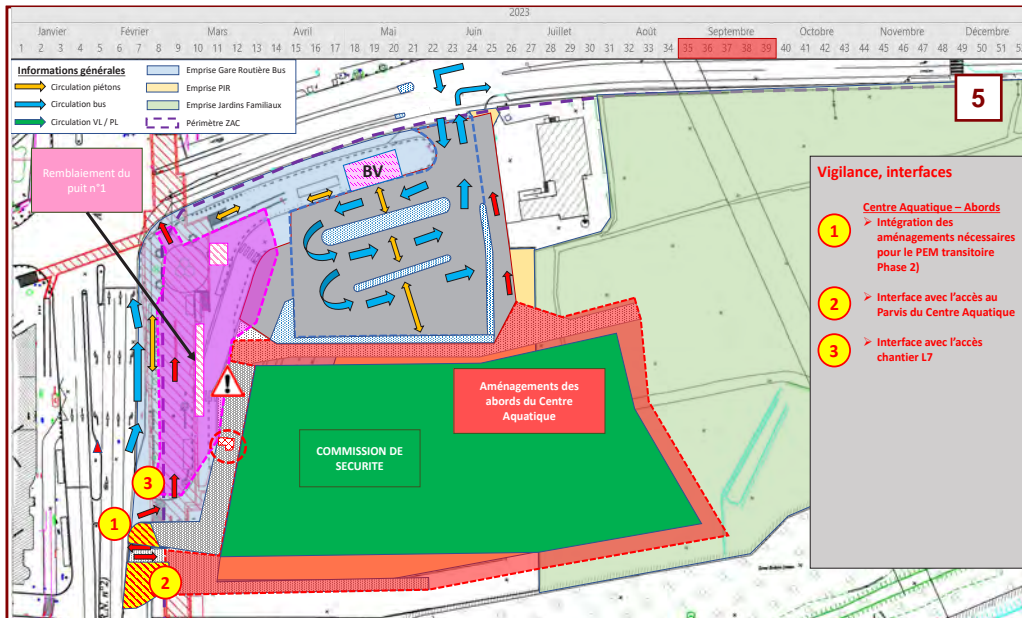 2023
Janvier Février Mars Avril Mai Juin Juillet Août Septembre Octobre Novembre Décembre
1 2 3 4 5 6 7 8 9 10 11 12 13 14 15 16 17 18 19 20 21 22 23 24 25 26 27 28 29 30 31 32 33 34 35 36 37 38 39 40 41 42 43 44 45 46 47 48 49 50 51 52
Informations générales
Circulation piétons
Circulation bus
Circulation VL / PL
Emprise Gare Routière Bus
Emprise PIR
Emprise Jardins Familiaux
Périmètre ZAC
5
Remblaiement du
puit n°1
BV
Vigilance, interfaces
Centre Aquatique – Abords
1
➢ Intégration des
aménagements nécessaires
pour le PEM transitoire
Phase 2)
2
➢ Interface avec l'accès au
Parvis du Centre Aquatique
3
➢ Interface avec l'accès
chantier L7
Aménagements des
abords du Centre
Aquatique
COMMISSION DE
SECURITE
3
1
2